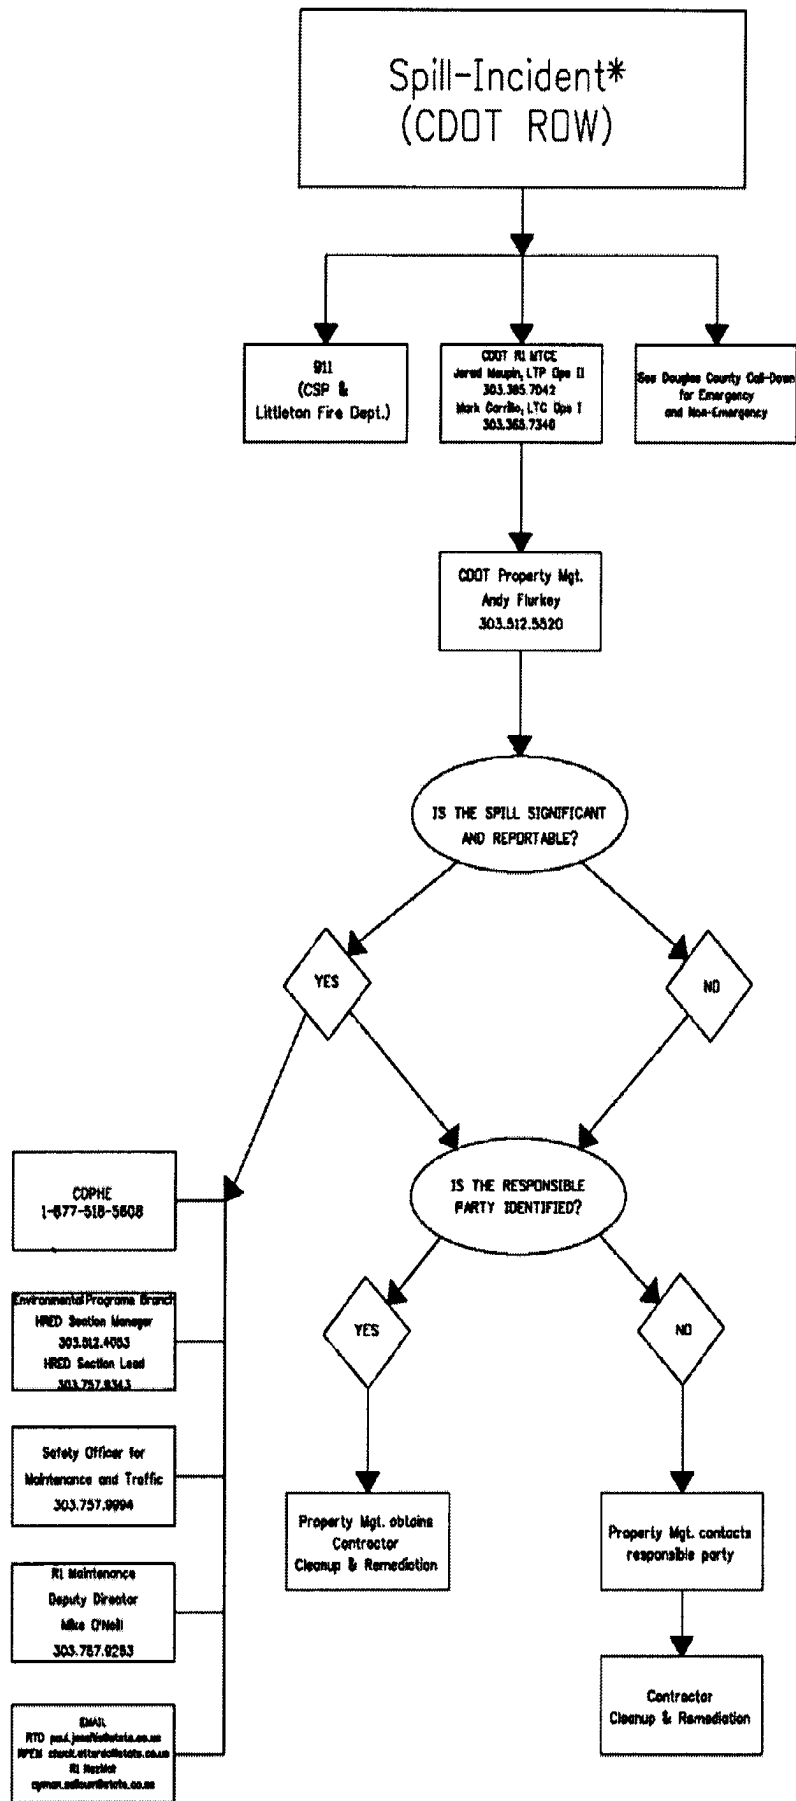 Spill-Incident*
(CDOT ROW)
911
(CSP &
Littleton Fire Dept.)
CDOT R1 MTCE
Jared Maupin, LTP Ops II
303.365.7042
Mark Carrillo, LTC Ops I
303.365.7346
See Douglas County Call-Down
for Emergency
and Non-Emergency
CDOT Property Mgt.
Andy Flurkey
303.512.5520
IS THE SPILL SIGNIFICANT
AND REPORTABLE?
YES
NO
CDPHE
1-877-518-5608
IS THE RESPONSIBLE
PARTY IDENTIFIED?
Environmental Programs Branch
HRED Section Manager
303.512.4053
HRED Section Lead
303.757.9343
YES
NO
Safety Officer for
Maintenance and Traffic
303.757.9994
Property Mgt. obtains
Contractor
Cleanup & Remediation
Property Mgt. contacts
responsible party
R1 Maintenance
Deputy Director
Mike O'Neill
303.757.9253
Contractor
Cleanup & Remediation
EMAIL
RTD
RPEM
R1 HazMat